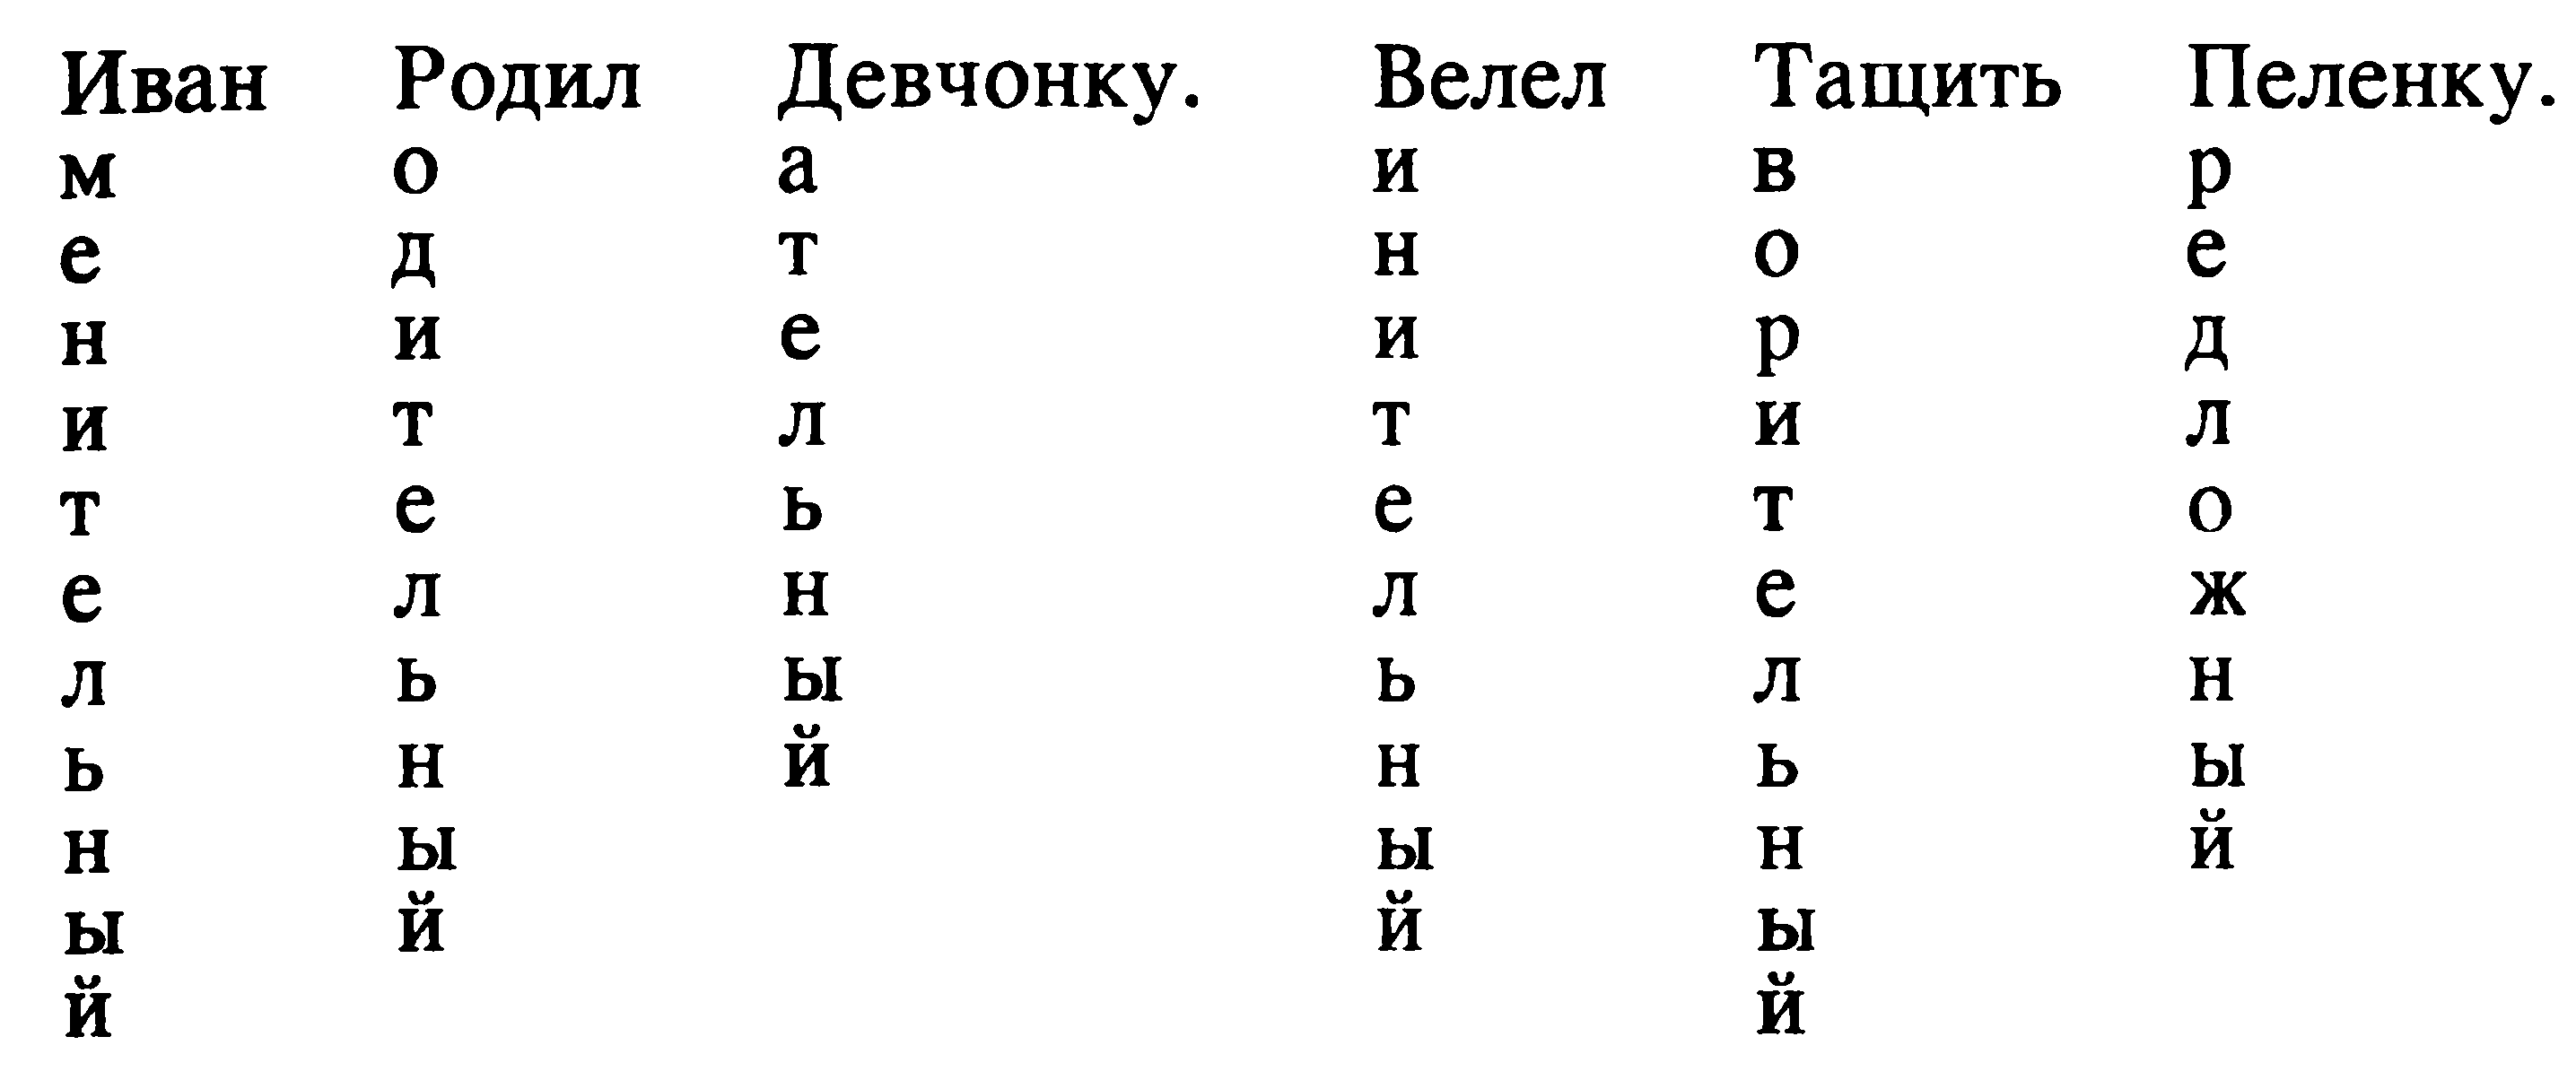 Иван Родил Девчонку. Велел Тащить Пеленку.
м о а и в р
е д т н о е
н и е и р д
и т л т и л
т е ь е т о
е л н л е ж
л ь ы ь л н
ь н й н ь ы
н ы ы н й
ы й й ы
й й